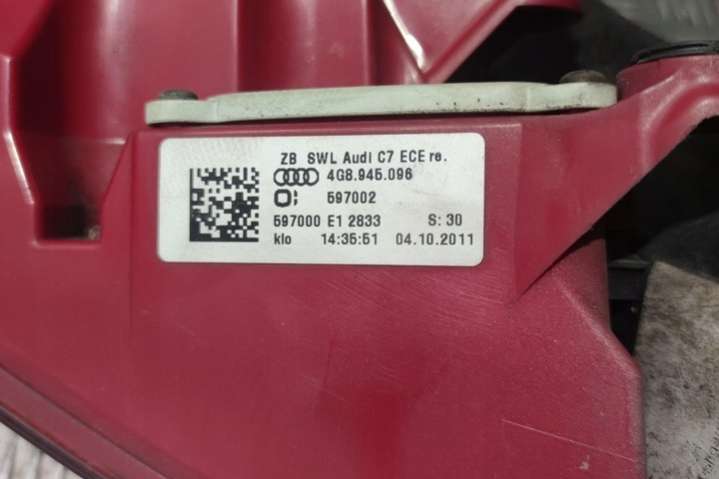 ZB SWL Audi C7 ECE re.
4G8.945.096
597002
597000 E1 2833 S: 30
klo 14:35:51 04.10.2011